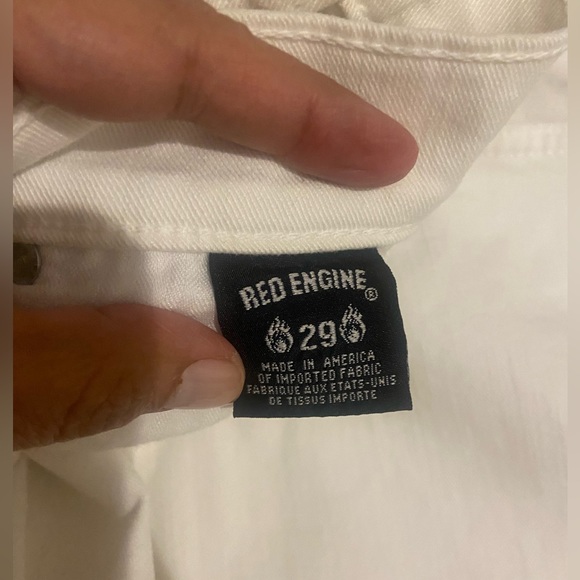 RED ENGINE®
29
MADE IN AMERICA
OF IMPORTED FABRIC
FABRIQUE AUX ETATS-UNIS
DE TISSUS IMPORTE